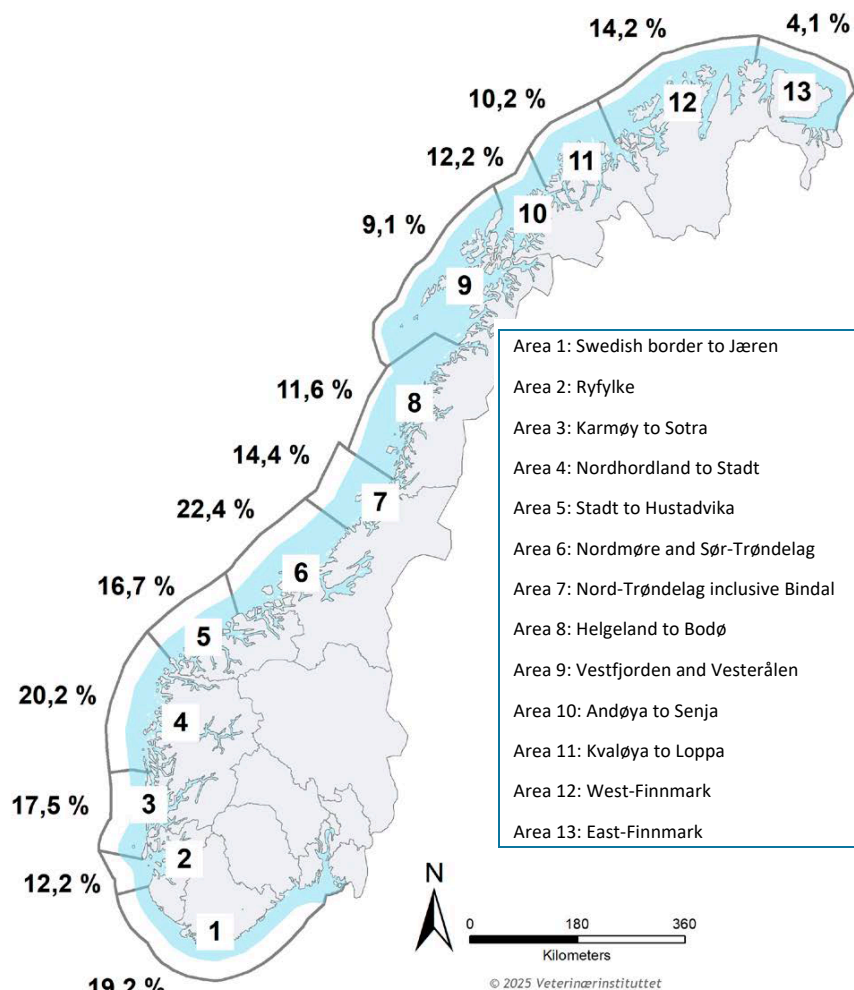 14,2 %
4,1 %
13
12
10,2 %
11
12,2 %
10
9,1 %
9
Area 1: Swedish border to Jæren
Area 2: Ryfylke
Area 3: Karmøy to Sotra
Area 4: Nordhordland to Stadt
Area 5: Stadt to Hustadvika
Area 6: Nordmøre and Sør-Trøndelag
Area 7: Nord-Trøndelag inclusive Bindal
Area 8: Helgeland to Bodø
Area 9: Vestfjorden and Vesterålen
Area 10: Andøya to Senja
Area 11: Kvaløya to Loppa
Area 12: West-Finnmark
Area 13: East-Finnmark
11,6 %
8
14,4 %
7
22,4 %
6
16,7 %
5
20,2 %
4
17,5 %
3
2
12,2 %
1
19,2 %
N
0 180 360
Kilometers
© 2025 Veterinærinstituttet